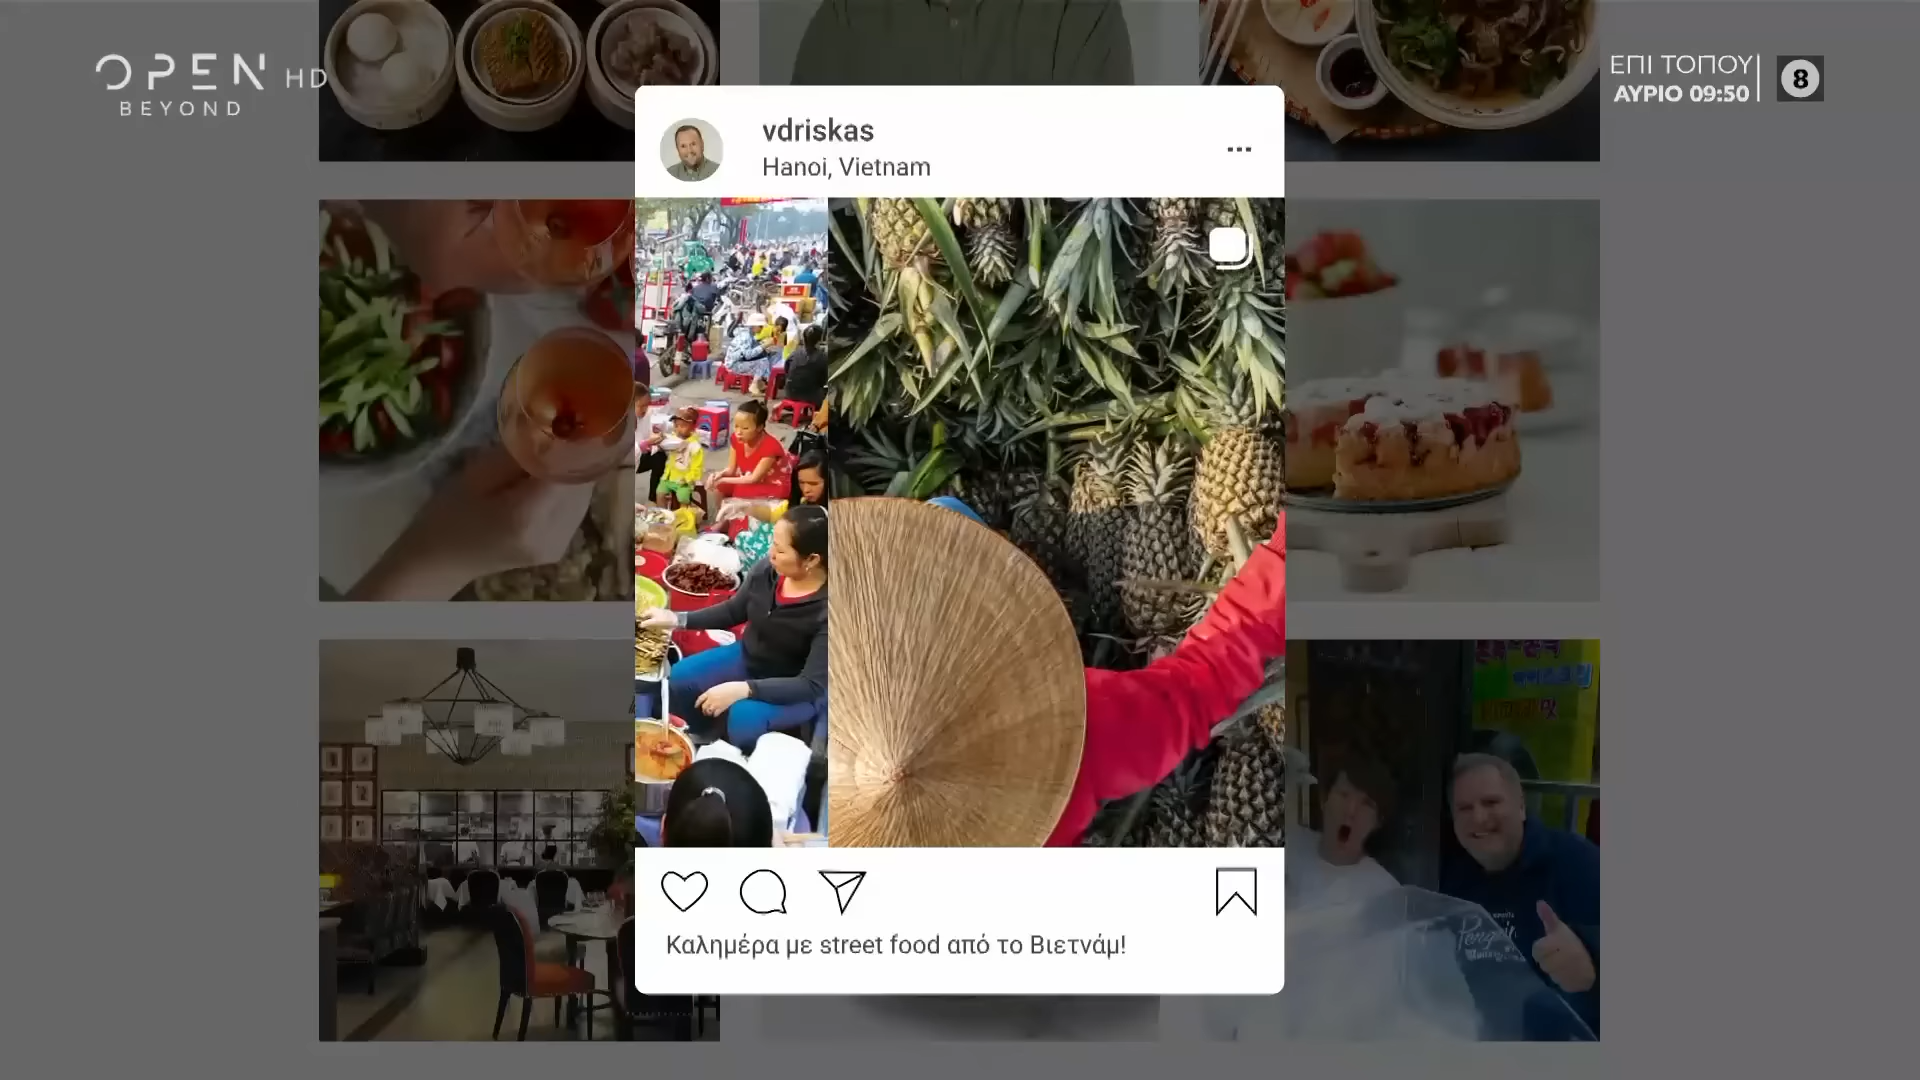 OPEN HD
BEYOND
ΕΠΙ ΤΟΠΟΥ
ΑΥΡΙΟ 09:50
8
vdriskas
Hanoi, Vietnam
Καλημέρα με street food από το Βιετνάμ!
Penguin